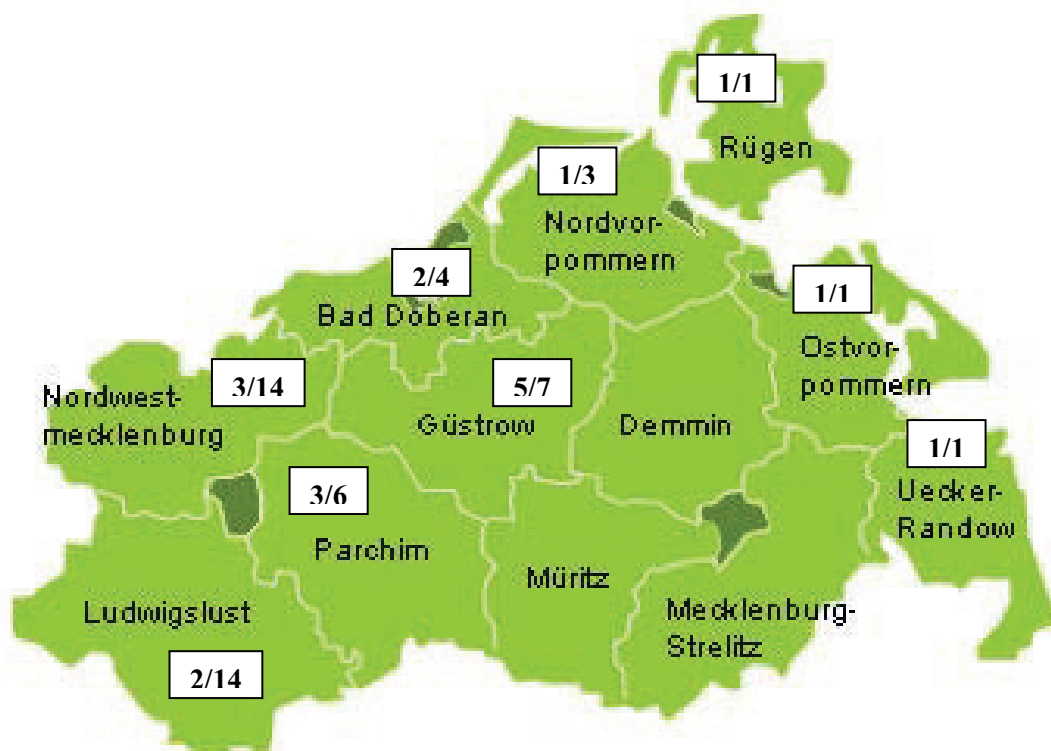 1/1
Rügen
1/3
Nordvor-
pommern
2/4
Bad Doberan
1/1
Ostvor-
pommern
3/14
Nordwest-
mecklenburg
5/7
Güstrow
Demmin
1/1
Uecker-
Randow
3/6
Parchim
Müritz
Ludwigslust
Mecklenburg-
Strelitz
2/14